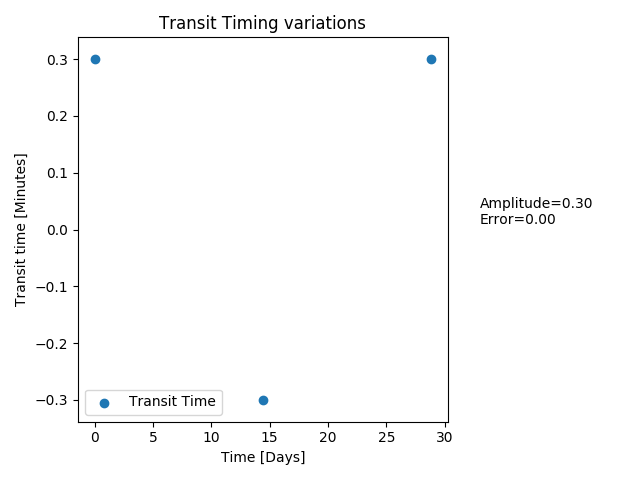 Transit Timing variations
Transit time [Minutes]
0.3
0.2
0.1
0.0
−0.1
−0.2
−0.3
Transit Time
0 5 10 15 20 25 30
Time [Days]
Amplitude=0.30
Error=0.00